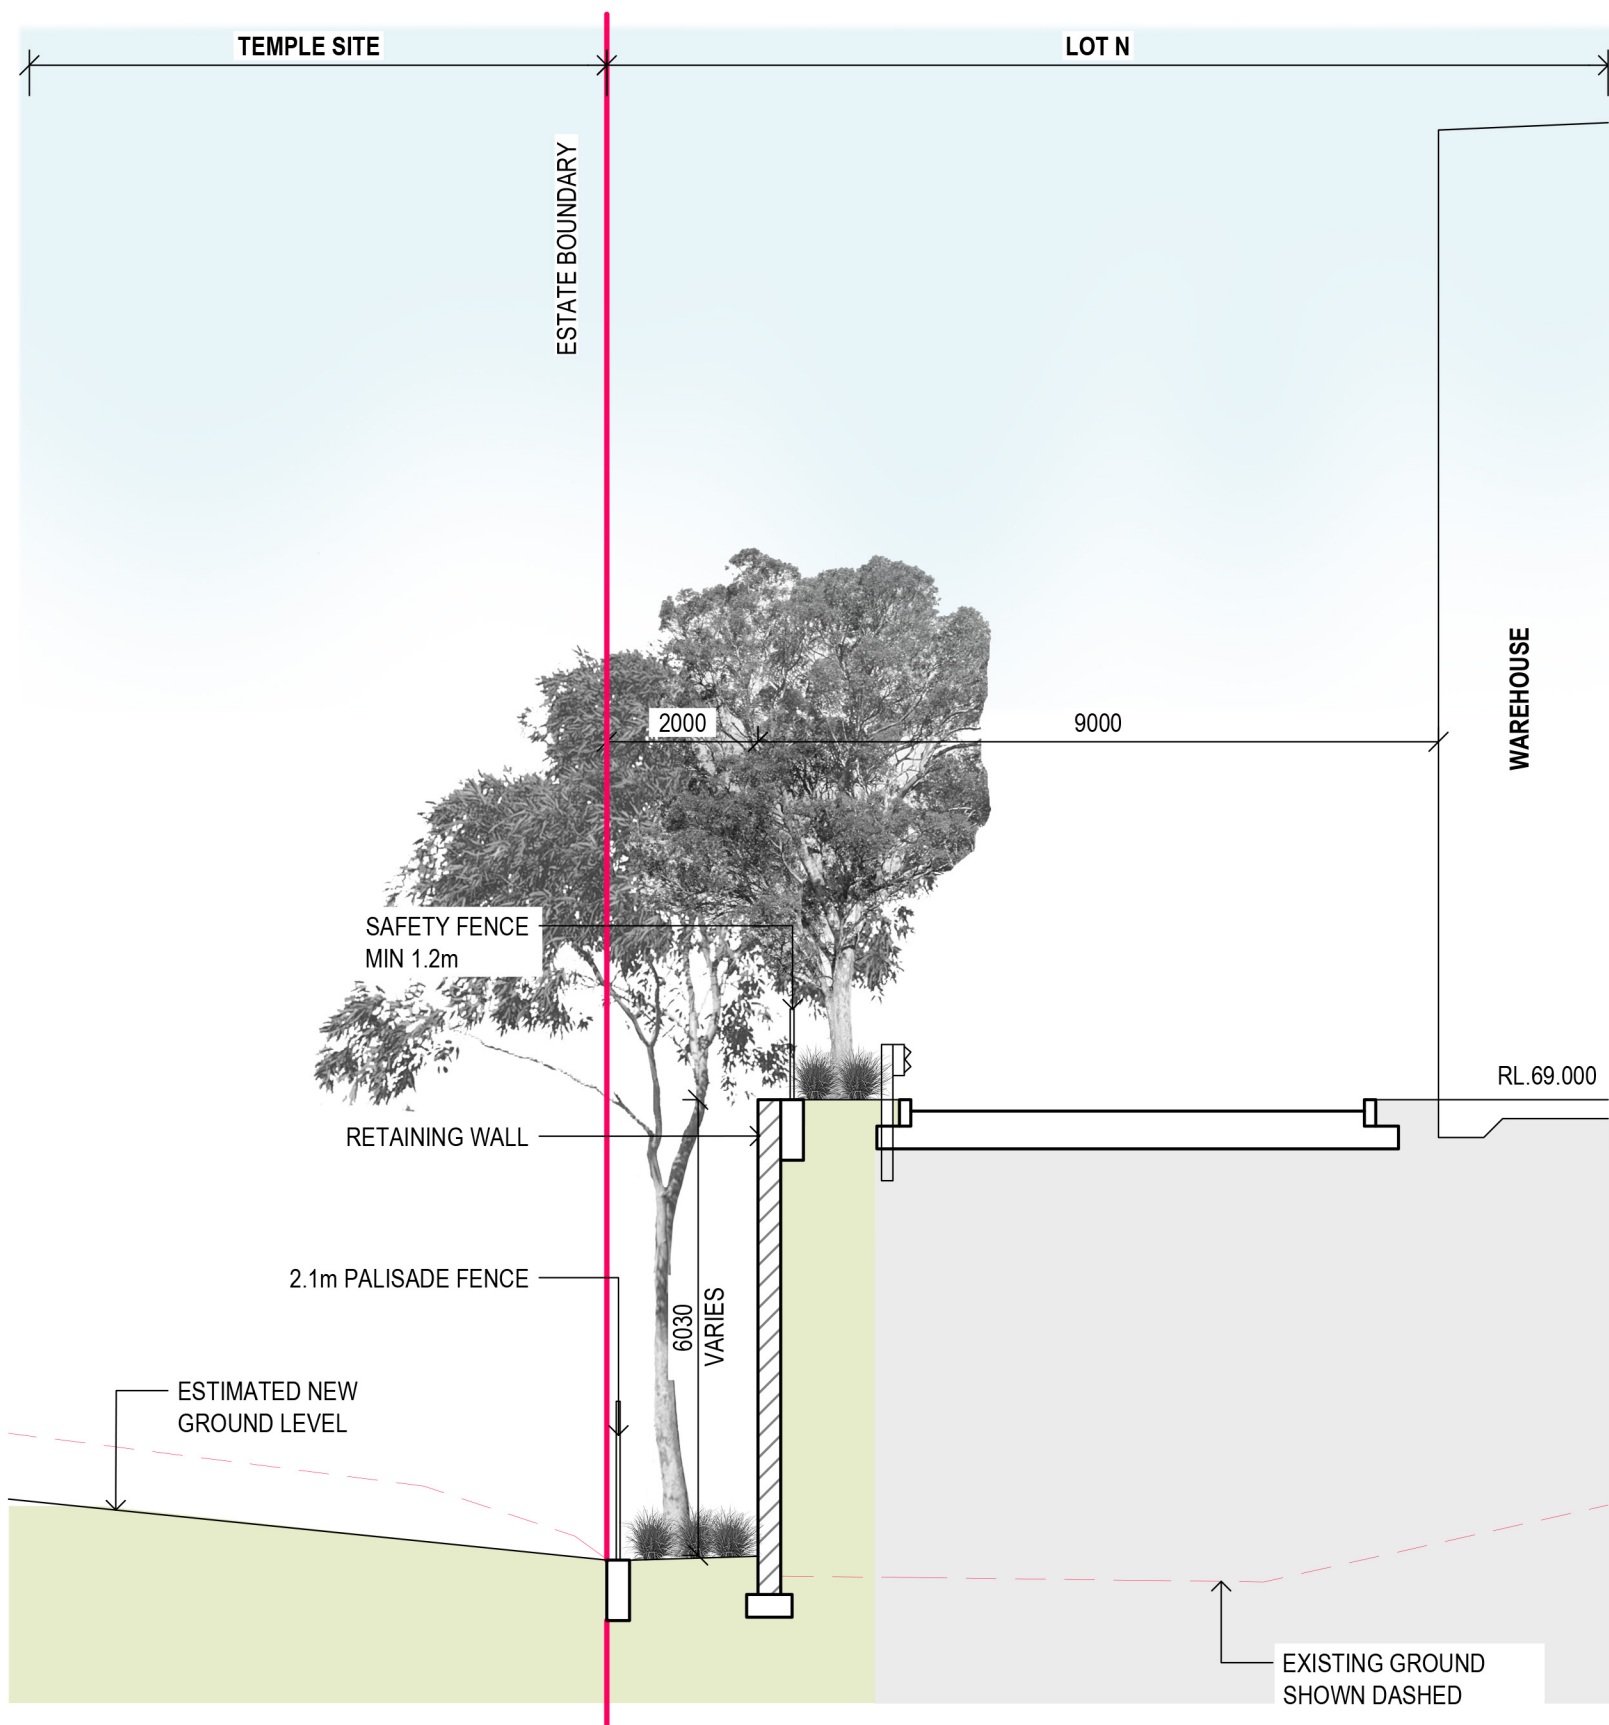 TEMPLE SITE
LOT N
ESTATE BOUNDARY
WAREHOUSE
2000
9000
SAFETY FENCE
MIN 1.2m
RL.69.000
RETAINING WALL
2.1m PALISADE FENCE
6030
VARIES
ESTIMATED NEW
GROUND LEVEL
EXISTING GROUND
SHOWN DASHED